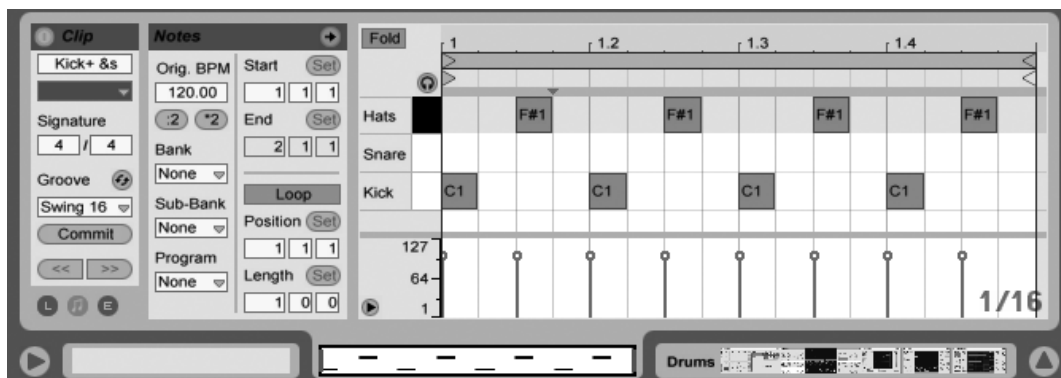 Clip
Kick+ &s
Signature
4 / 4
Groove
Swing 16
Commit
<< >>
L E
Notes
Orig. BPM
120.00
:2 *2
Bank
None
Sub-Bank
None
Program
None
Start Set
1 1 1
End Set
2 1 1
Loop
Position Set
1 1 1
Length Set
1 0 0
Fold
1 1.2 1.3 1.4
Hats F#1 F#1 F#1 F#1
Snare
Kick C1 C1 C1 C1
127
64
1
1/16
Drums